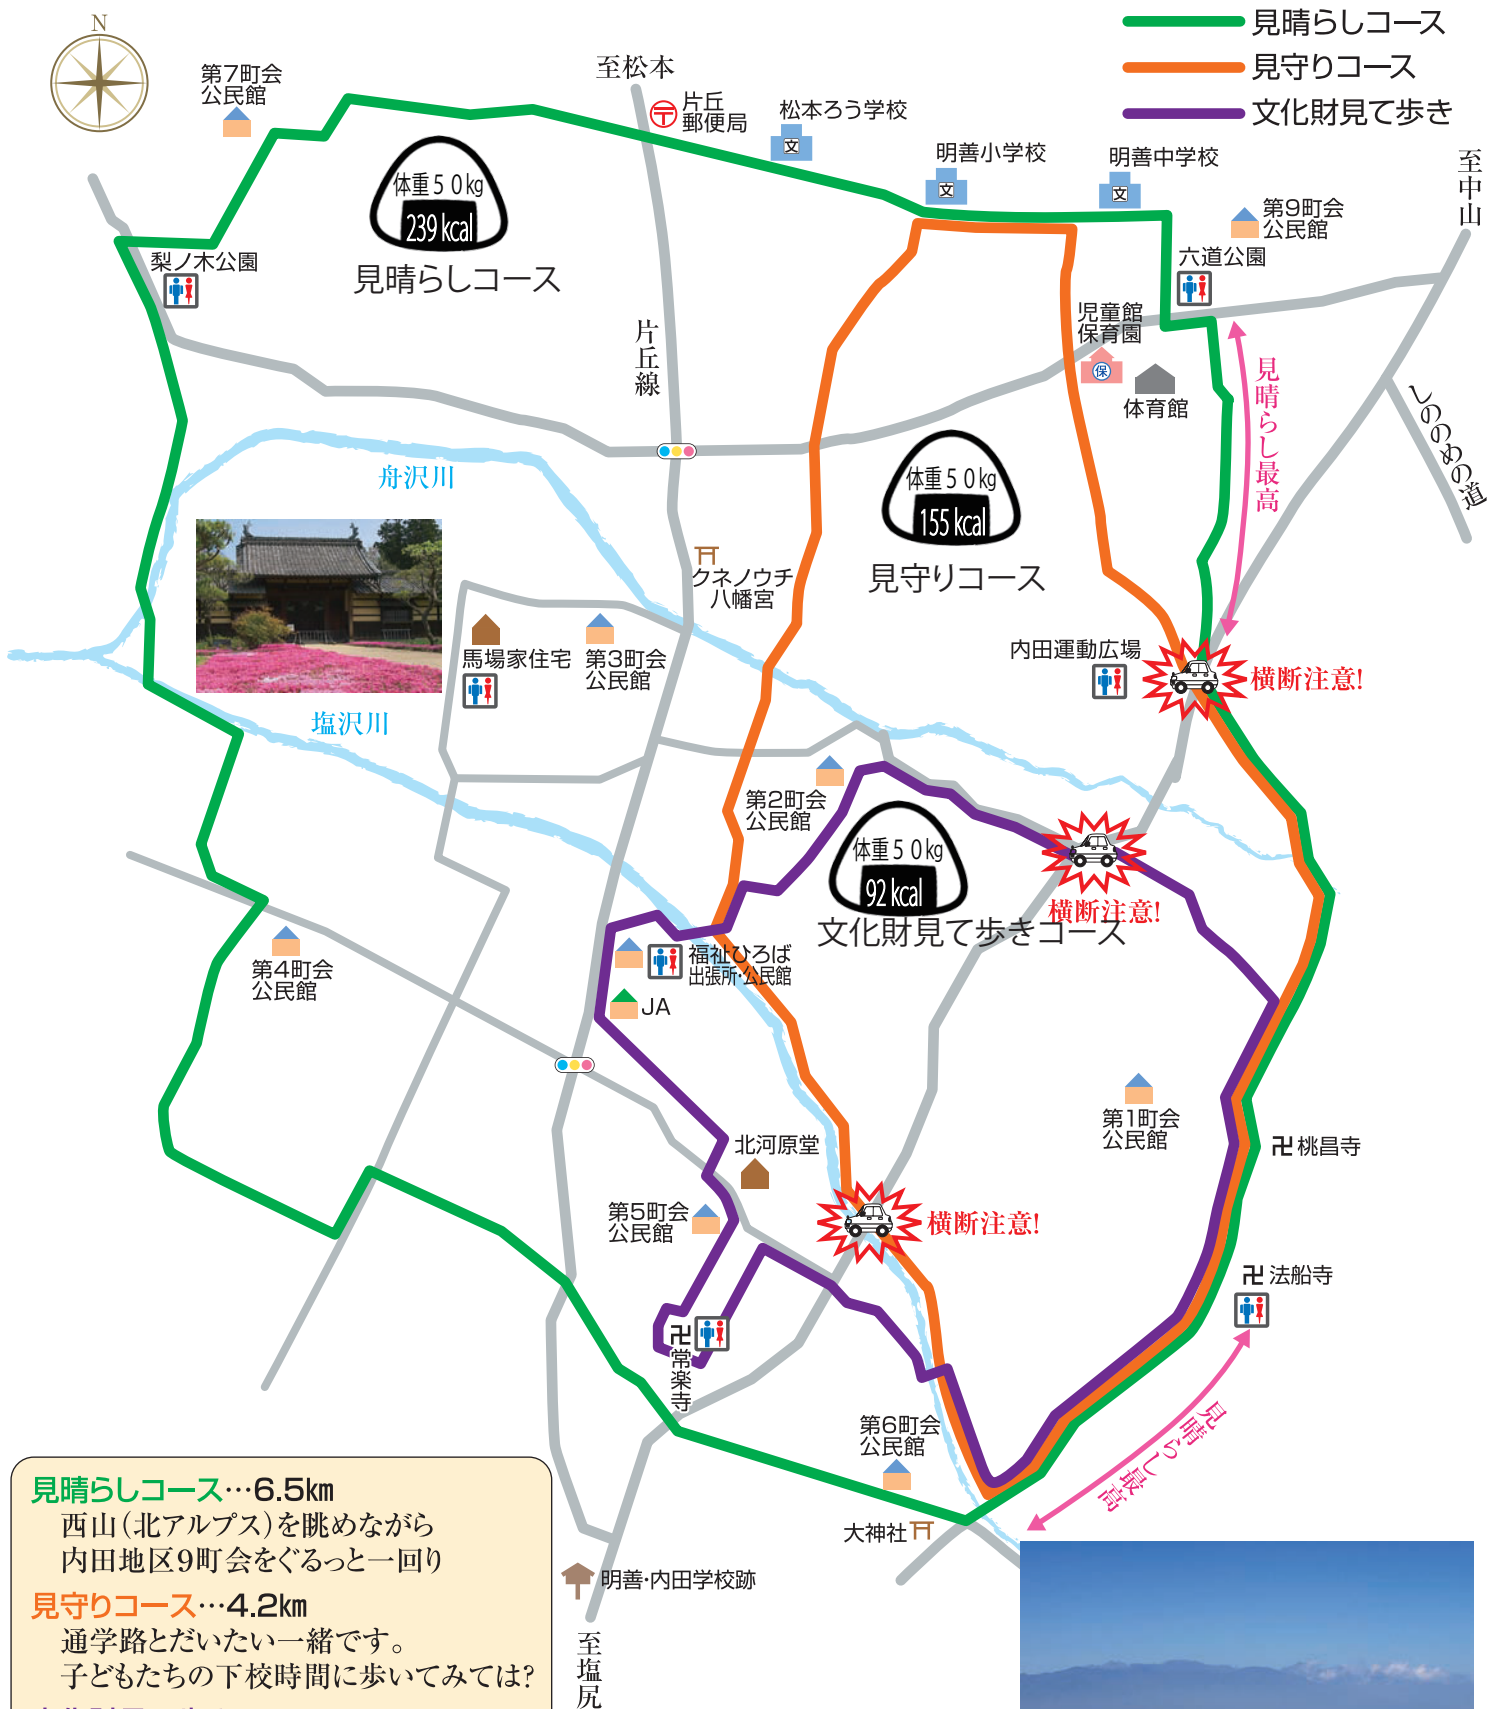 N
見晴らしコース
見守りコース
文化財見て歩き
至松本
第7町会
公民館
片丘
郵便局
松本ろう学校
文
明善小学校
文
明善中学校
文
至中山
第9町会
公民館
六道公園
体重50kg
239kcal
見晴らしコース
梨ノ木公園
片丘線
児童館
保育園
保
体育館
見晴らし最高
しののめの道
舟沢川
体重50kg
155kcal
見守りコース
クネノウチ
八幡宮
馬場家住宅
第3町会
公民館
内田運動広場
横断注意!
塩沢川
第2町会
公民館
体重50kg
92kcal
文化財見て歩きコース
横断注意!
第4町会
公民館
福祉ひろば
出張所・公民館
JA
第1町会
公民館
北河原堂
卍桃昌寺
第5町会
公民館
横断注意!
卍法船寺
卍常楽寺
見晴らし最高
第6町会
公民館
大神社
明善・内田学校跡
至塩尻
見晴らしコース…6.5km
西山(北アルプス)を眺めながら
内田地区9町会をぐるっと一回り
見守りコース…4.2km
通学路とだいたい一緒です。
子どもたちの下校時間に歩いてみては?